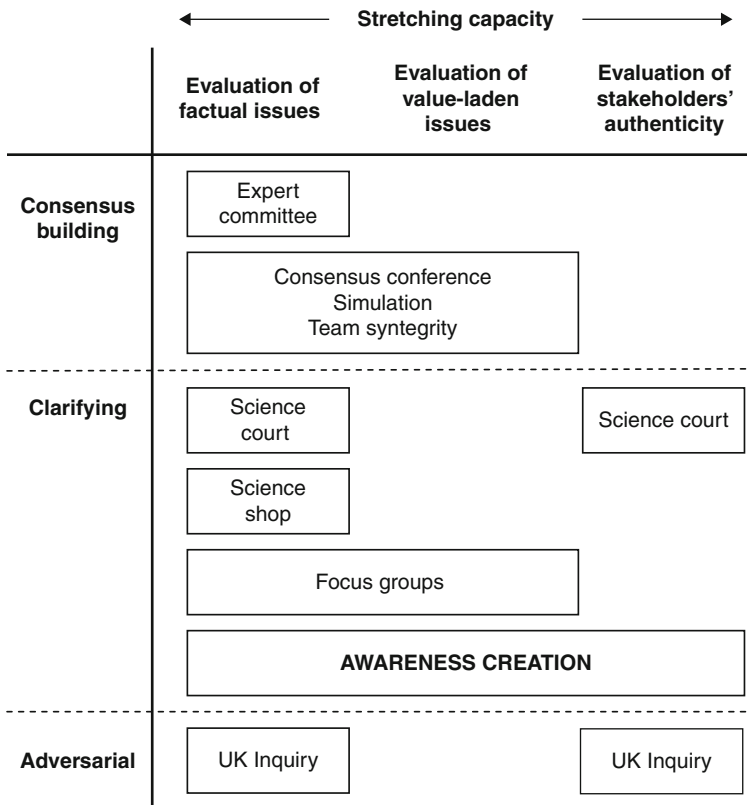 Stretching capacity
Evaluation of
factual issues
Evaluation of
value-laden
issues
Evaluation of
stakeholders'
authenticity
Consensus
building
Expert
committee
Consensus conference
Simulation
Team syntegrity
Clarifying
Science
court
Science court
Science
shop
Focus groups
AWARENESS CREATION
Adversarial
UK Inquiry
UK Inquiry